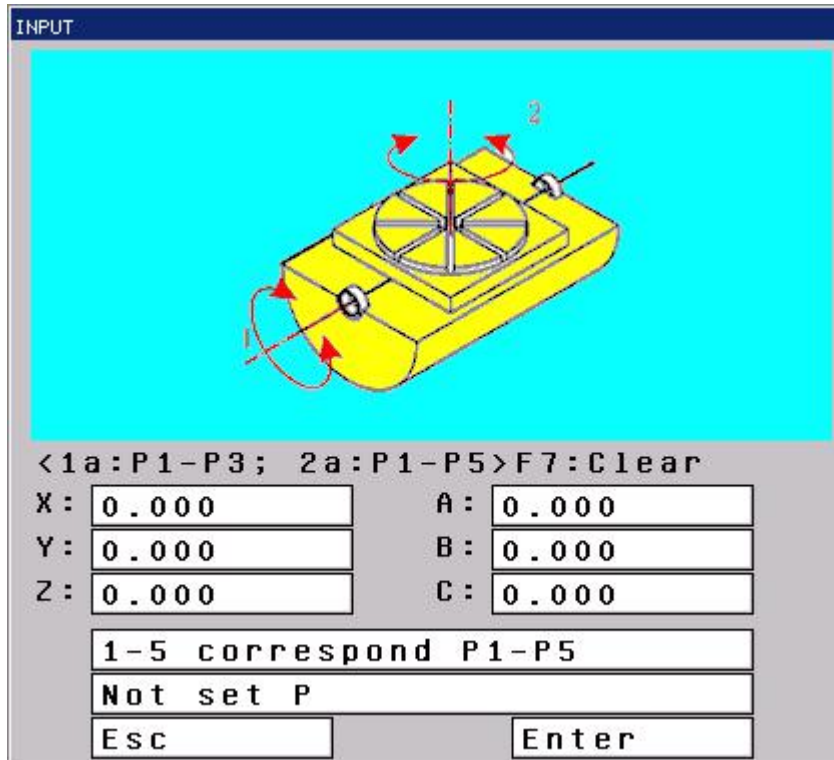 INPUT
2
1
<1a:P1-P3; 2a:P1-P5>F7:Clear
X: 0.000 A: 0.000
Y: 0.000 B: 0.000
Z: 0.000 C: 0.000
1-5 correspond P1-P5
Not set P
Esc Enter